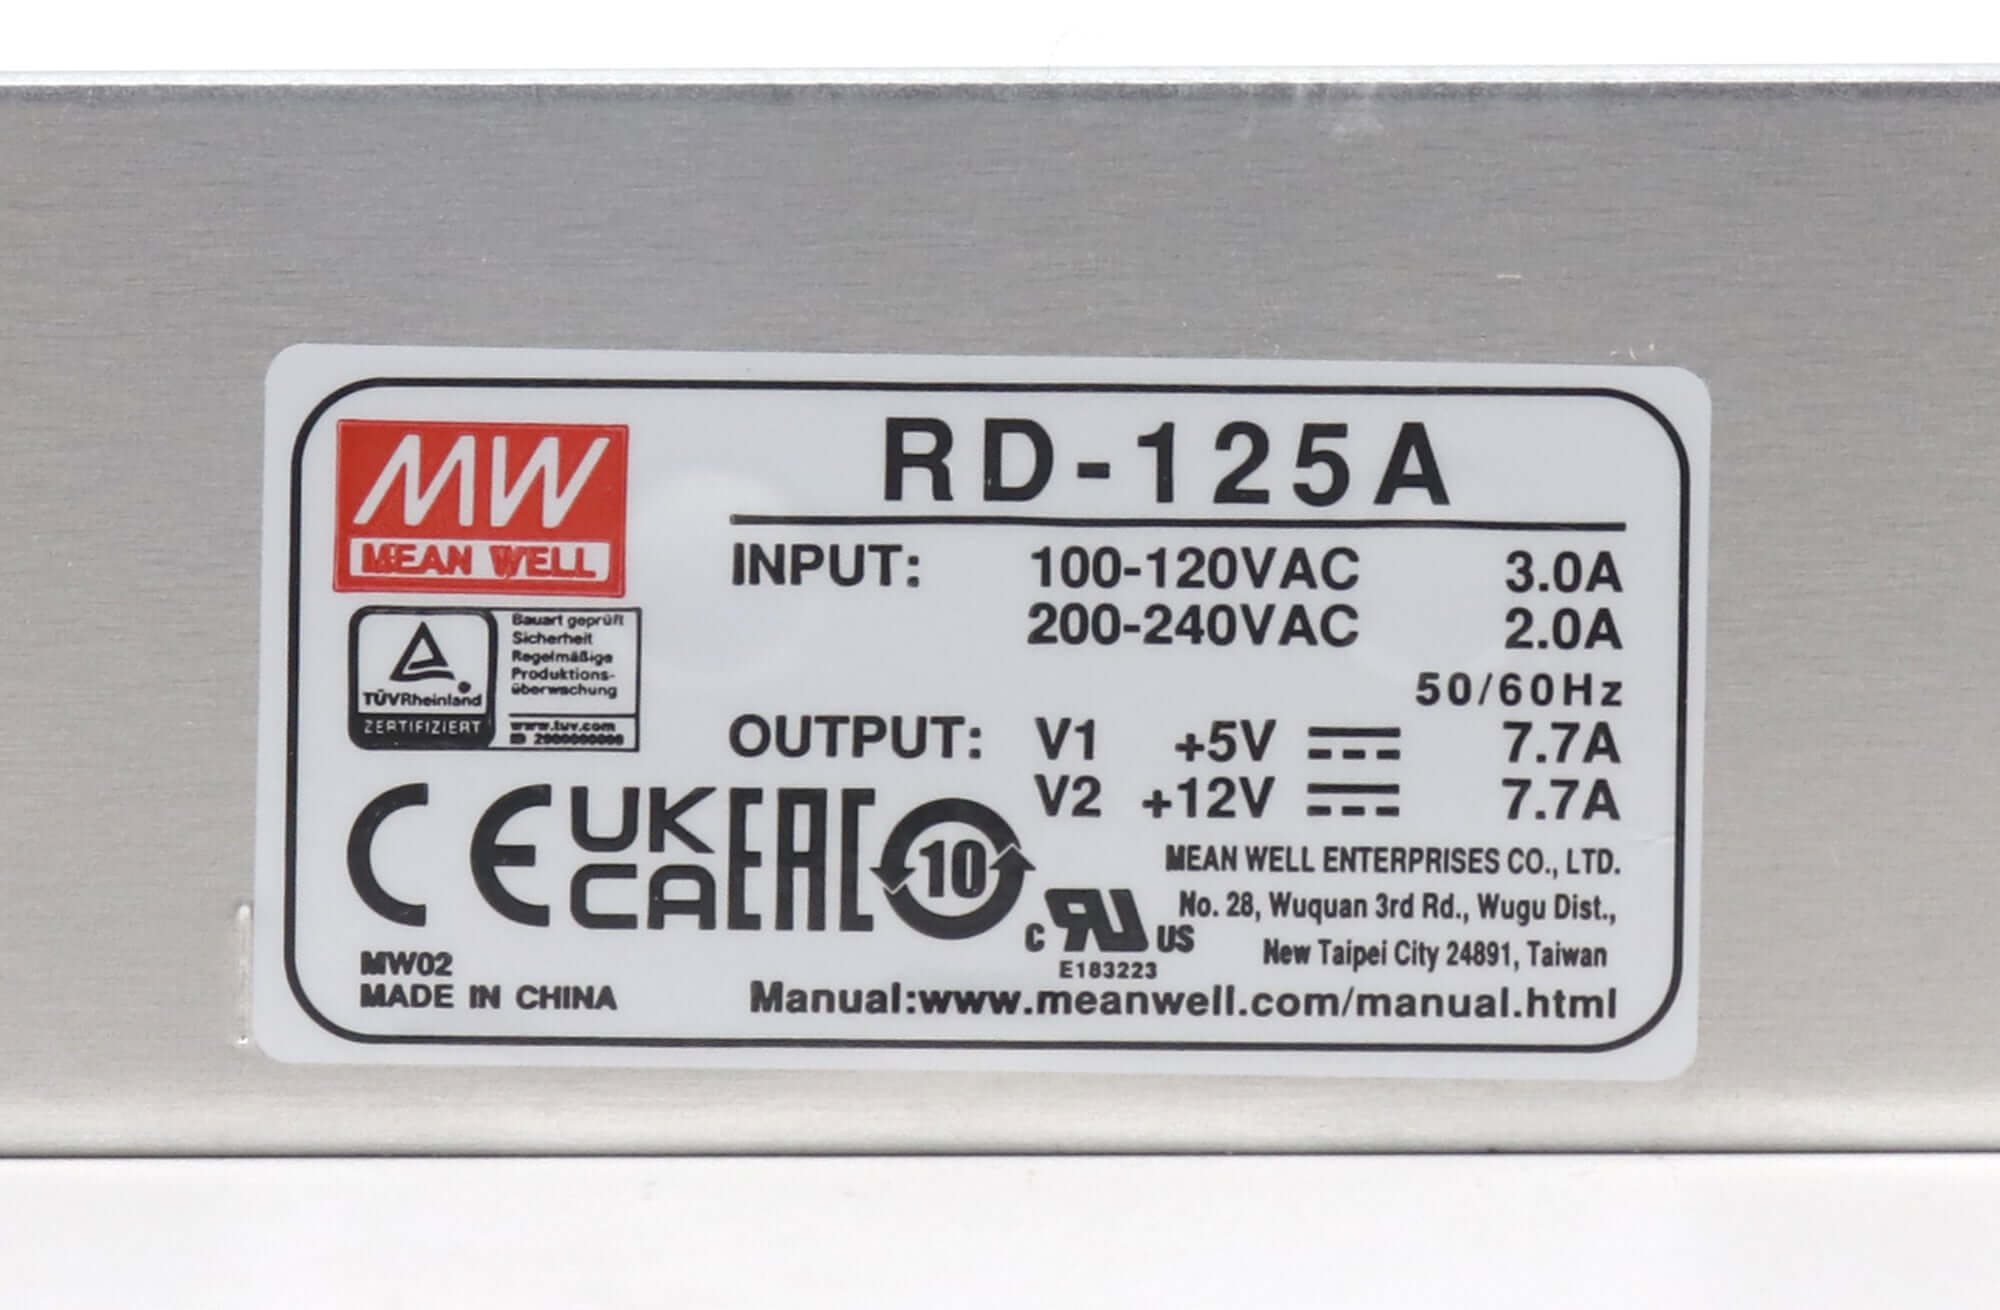 MW
MEAN WELL
RD-125A
INPUT: 100-120VAC 3.0A
200-240VAC 2.0A
50/60Hz
OUTPUT: V1 +5V 7.7A
V2 +12V 7.7A
TÜVRheinland
ZERTIFIZIERT
Bauart geprüft
Sicherheit
Regelmäßige
Produktions-
überwachung
www.tuv.com
ID
CE UK CA EAC 10
c RU US
E183223
MEAN WELL ENTERPRISES CO., LTD.
No. 28, Wuquan 3rd Rd., Wugu Dist.,
New Taipei City 24891, Taiwan
MW02
MADE IN CHINA
Manual:www.meanwell.com/manual.html